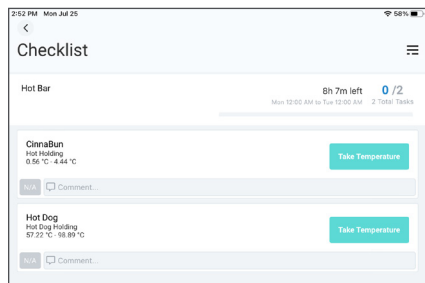 2:52 PM Mon Jul 25
58%
Checklist
Hot Bar
8h 7m left
0 /2
Mon 12:00 AM to Tue 12:00 AM
2 Total Tasks
CinnaBun
Hot Holding
0.56 °C - 4.44 °C
Take Temperature
N/A
Comment...
Hot Dog
Hot Dog Holding
57.22 °C - 98.89 °C
Take Temperature
N/A
Comment...